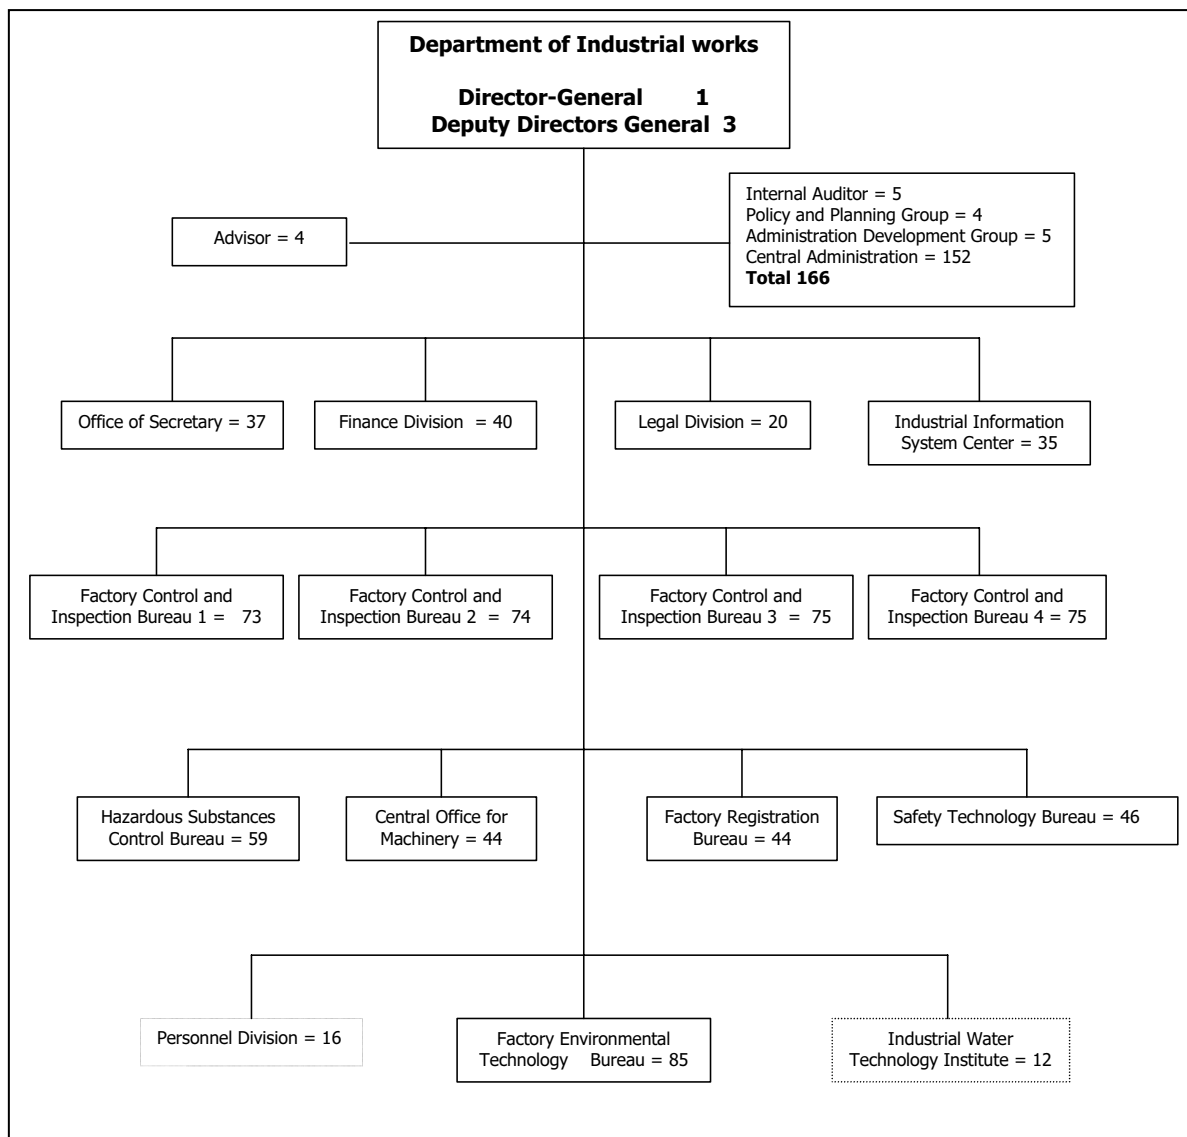 Department of Industrial works
Director-General 1
Deputy Directors General 3
Advisor = 4
Internal Auditor = 5
Policy and Planning Group = 4
Administration Development Group = 5
Central Administration = 152
Total 166
Office of Secretary = 37
Finance Division = 40
Legal Division = 20
Industrial Information
System Center = 35
Factory Control and
Inspection Bureau 1 = 73
Factory Control and
Inspection Bureau 2 = 74
Factory Control and
Inspection Bureau 3 = 75
Factory Control and
Inspection Bureau 4 = 75
Hazardous Substances
Control Bureau = 59
Central Office for
Machinery = 44
Factory Registration
Bureau = 44
Safety Technology Bureau = 46
Personnel Division = 16
Factory Environmental
Technology Bureau = 85
Industrial Water
Technology Institute = 12